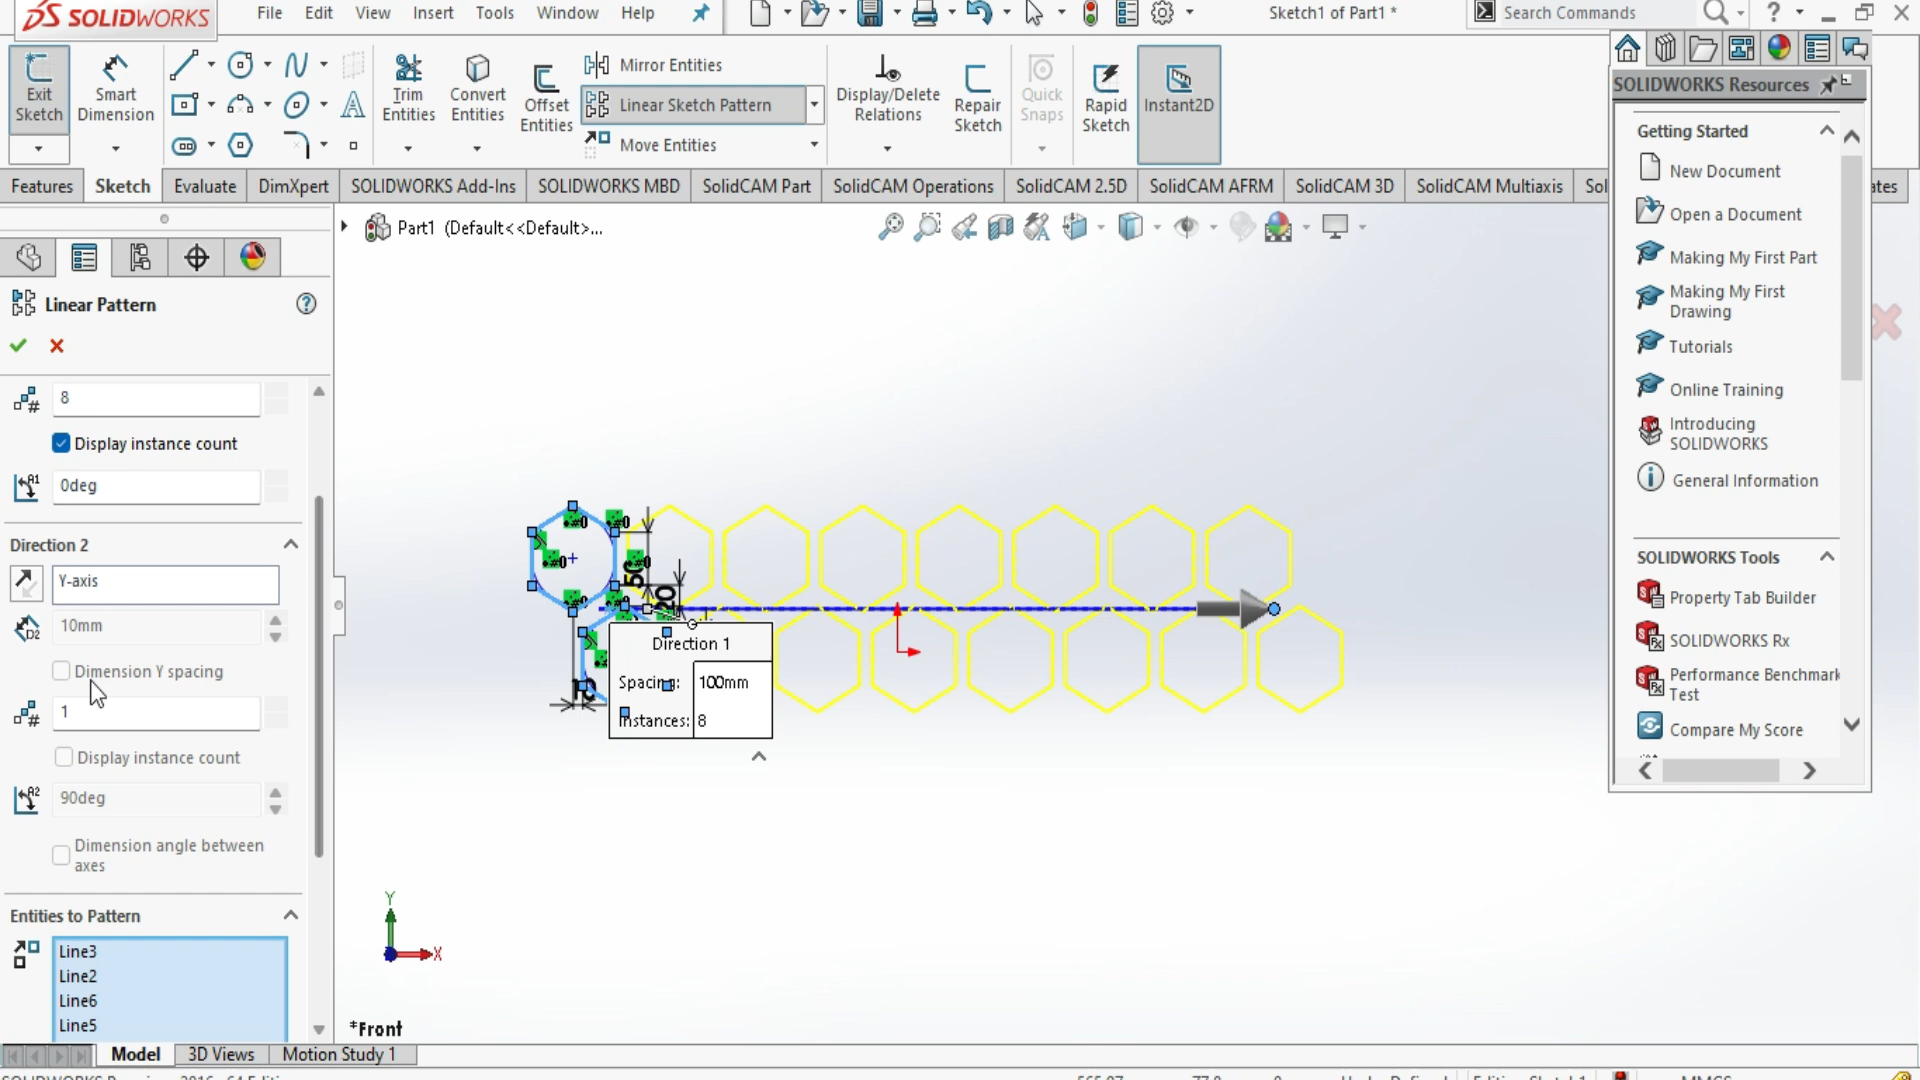 SOLIDWORKS File Edit View Insert Tools Window Help Sketch1 of Part1 * Search Commands ?
Exit Sketch
Smart Dimension
Trim Entities
Convert Entities
Offset Entities
Mirror Entities
Linear Sketch Pattern
Move Entities
Display/Delete Relations
Repair Sketch
Quick Snaps
Rapid Sketch
Instant2D
Features Sketch Evaluate DimXpert SOLIDWORKS Add-Ins SOLIDWORKS MBD SolidCAM Part SolidCAM Operations SolidCAM 2.5D SolidCAM AFRM SolidCAM 3D SolidCAM Multiaxis Sol ates
Part1 (Default<<Default>...
Linear Pattern
8
Display instance count
0deg
Direction 2
Y-axis
10mm
Dimension Y spacing
1
Display instance count
90deg
Dimension angle between
axes
Entities to Pattern
Line3
Line2
Line6
Line5
50
20
10
Direction 1
Spacing: 100mm
Instances: 8
Y
X
*Front
SOLIDWORKS Resources
Getting Started
New Document
Open a Document
Making My First Part
Making My First
Drawing
Tutorials
Online Training
Introducing
SOLIDWORKS
General Information
SOLIDWORKS Tools
Property Tab Builder
SOLIDWORKS Rx
Performance Benchmark
Test
Compare My Score
Model 3D Views Motion Study 1